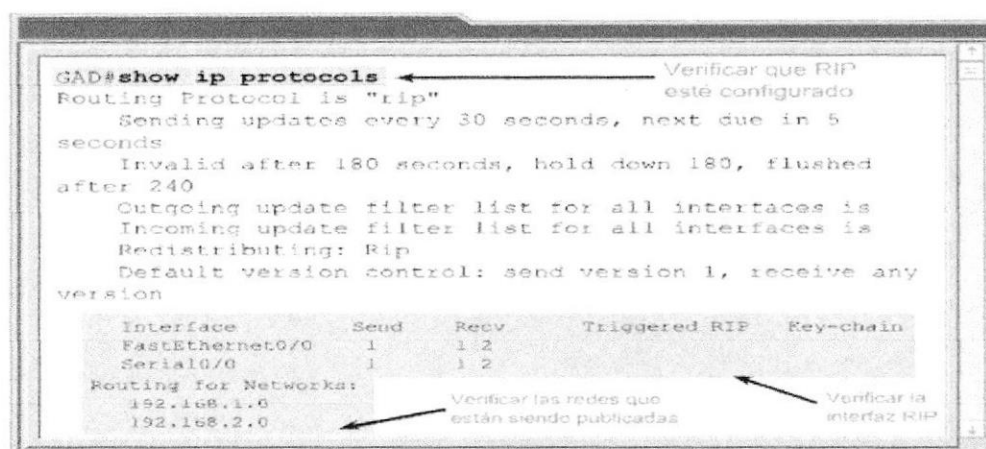 GAD#show ip protocols
Verificar que RIP
esté configurado
Routing Protocol is "rip"
Sending updates every 30 seconds, next due in 5
seconds
Invalid after 180 seconds, hold down 180, flushed
after 240
Outgoing update filter list for all interfaces is
Incoming update filter list for all interfaces is
Redistributing: Rip
Default version control: send version 1, receive any
version
Interface Send Recv Triggered RIP Key-chain
FastEthernet0/0 1 1 2
Serial0/0 1 1 2
Routing for Networks:
192.168.1.0
192.168.2.0
Verificar las redes que
están siendo publicadas
Verificar la
interfaz RIP